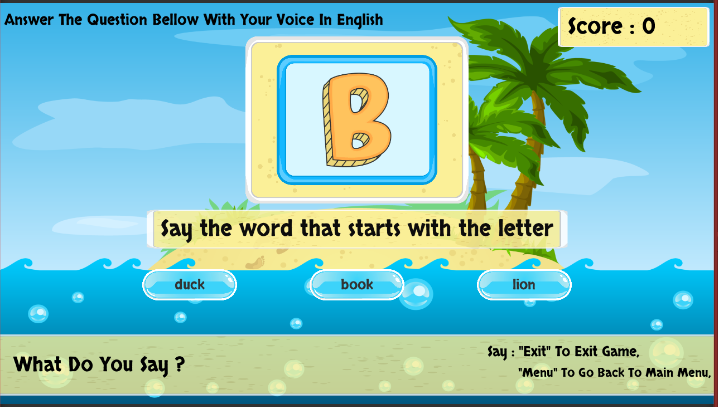 Answer The Question Bellow With Your Voice In English
Score : 0
B
Say the word that starts with the letter
duck book lion
What Do You Say ?
Say : "Exit" To Exit Game,
"Menu" To Go Back To Main Menu,